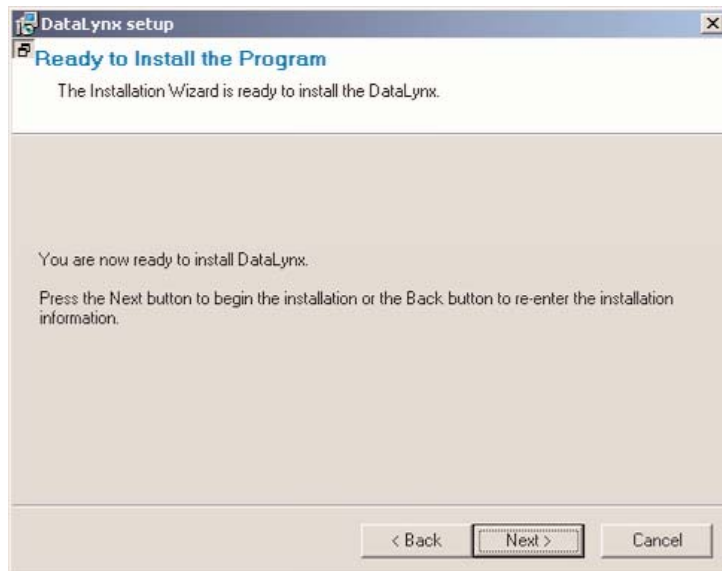 DataLynx setup
Ready to Install the Program
The Installation Wizard is ready to install the DataLynx.
You are now ready to install DataLynx.
Press the Next button to begin the installation or the Back button to re-enter the installation
information.
< Back
Next >
Cancel